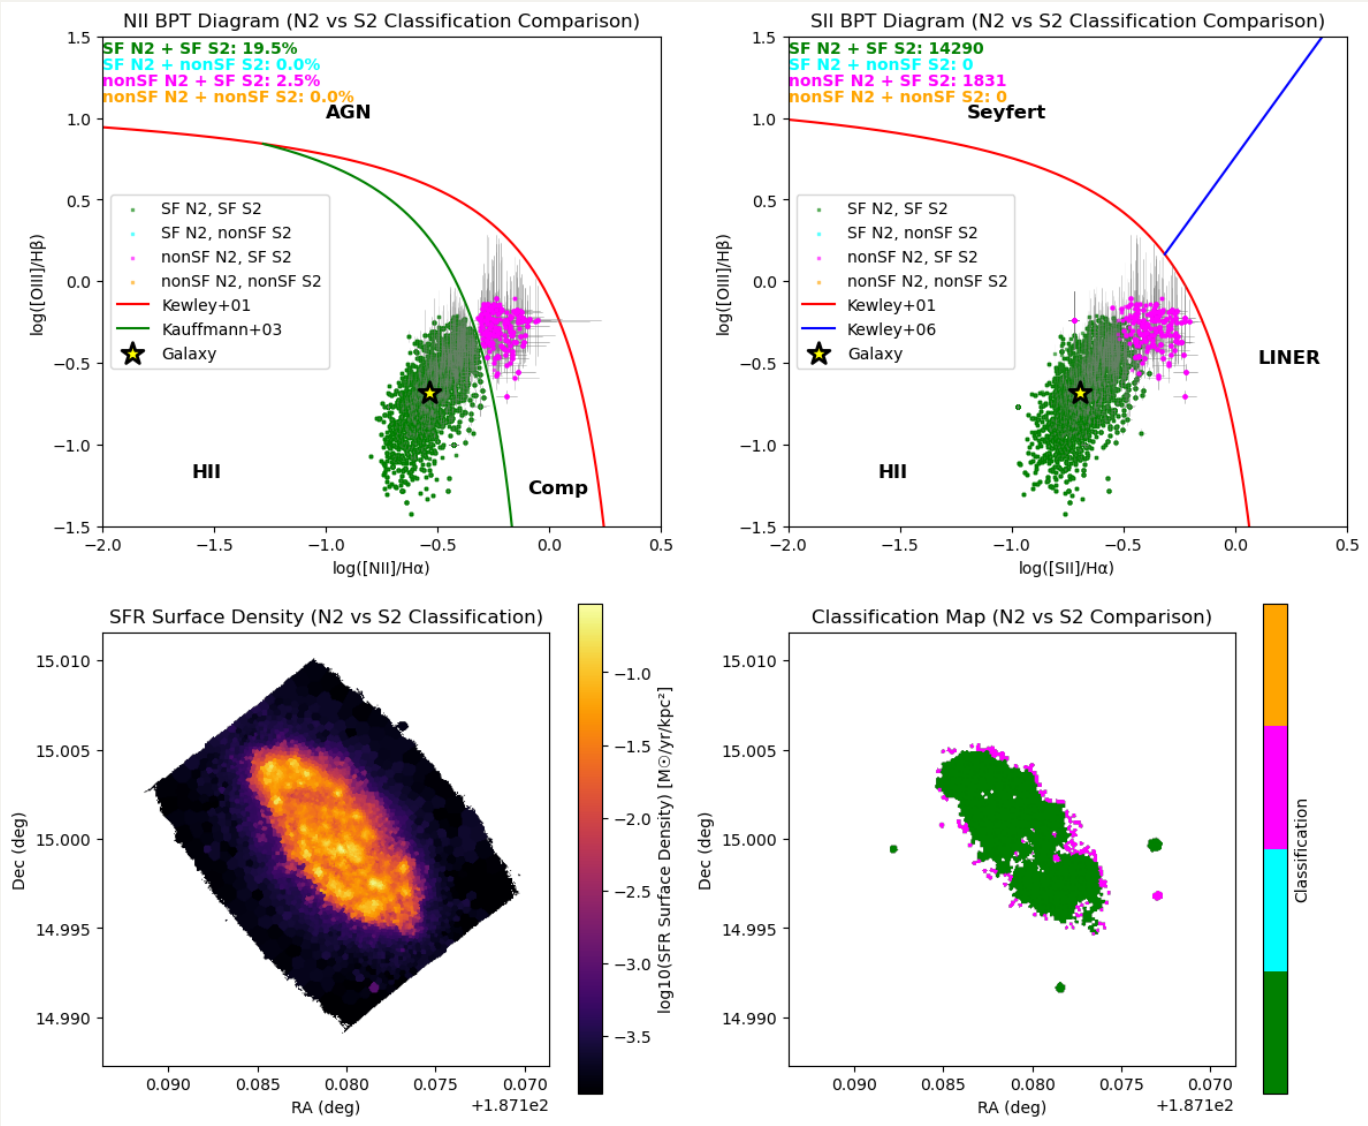 NII BPT Diagram (N2 vs S2 Classification Comparison)
SF N2 + SF S2: 19.5%
SF N2 + nonSF S2: 0.0%
nonSF N2 + SF S2: 2.5%
nonSF N2 + nonSF S2: 0.0%
AGN
SF N2, SF S2
SF N2, nonSF S2
nonSF N2, SF S2
nonSF N2, nonSF S2
Kewley+01
Kauffmann+03
Galaxy
HII
Comp
1.5
1.0
0.5
0.0
−0.5
−1.0
−1.5
log([OIII]/Hβ)
−2.0 −1.5 −1.0 −0.5 0.0 0.5
log([NII]/Hα)
SII BPT Diagram (N2 vs S2 Classification Comparison)
SF N2 + SF S2: 14290
SF N2 + nonSF S2: 0
nonSF N2 + SF S2: 1831
nonSF N2 + nonSF S2: 0
Seyfert
SF N2, SF S2
SF N2, nonSF S2
nonSF N2, SF S2
nonSF N2, nonSF S2
Kewley+01
Kewley+06
Galaxy
LINER
HII
1.5
1.0
0.5
0.0
−0.5
−1.0
−1.5
log([OIII]/Hβ)
−2.0 −1.5 −1.0 −0.5 0.0 0.5
log([SII]/Hα)
SFR Surface Density (N2 vs S2 Classification)
15.010
15.005
15.000
14.995
14.990
Dec (deg)
0.090 0.085 0.080 0.075 0.070
RA (deg)
+1.871e2
−1.0
−1.5
−2.0
−2.5
−3.0
−3.5
log10(SFR Surface Density) [M☉/yr/kpc²]
Classification Map (N2 vs S2 Comparison)
15.010
15.005
15.000
14.995
14.990
Dec (deg)
0.090 0.085 0.080 0.075 0.070
RA (deg)
+1.871e2
Classification